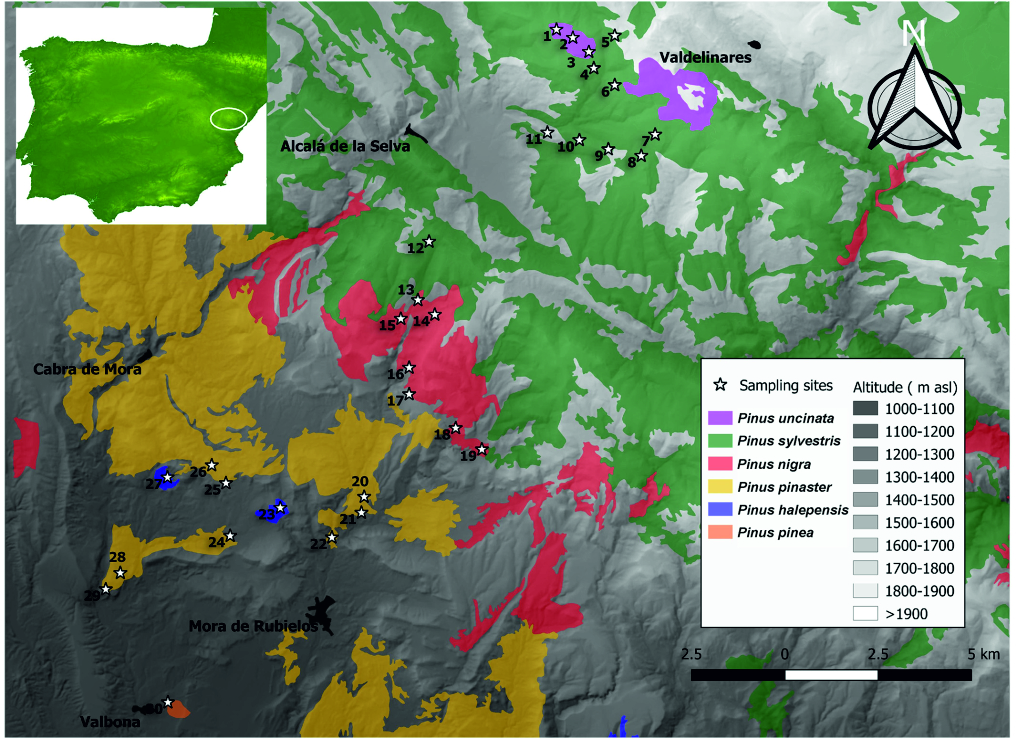 N
1
2
3
4
5
6
Valdelinares
7
8
9
10
11
Alcalá de la Selva
12
13
14
15
16
17
18
19
Cabra de Mora
20
21
22
23
24
25
26
27
28
29
Mora de Rubielos
30
Valbona
Sampling sites
Pinus uncinata
Pinus sylvestris
Pinus nigra
Pinus pinaster
Pinus halepensis
Pinus pinea
Altitude ( m asl)
1000-1100
1100-1200
1200-1300
1300-1400
1400-1500
1500-1600
1600-1700
1700-1800
1800-1900
>1900
2.5 0 2.5 5 km